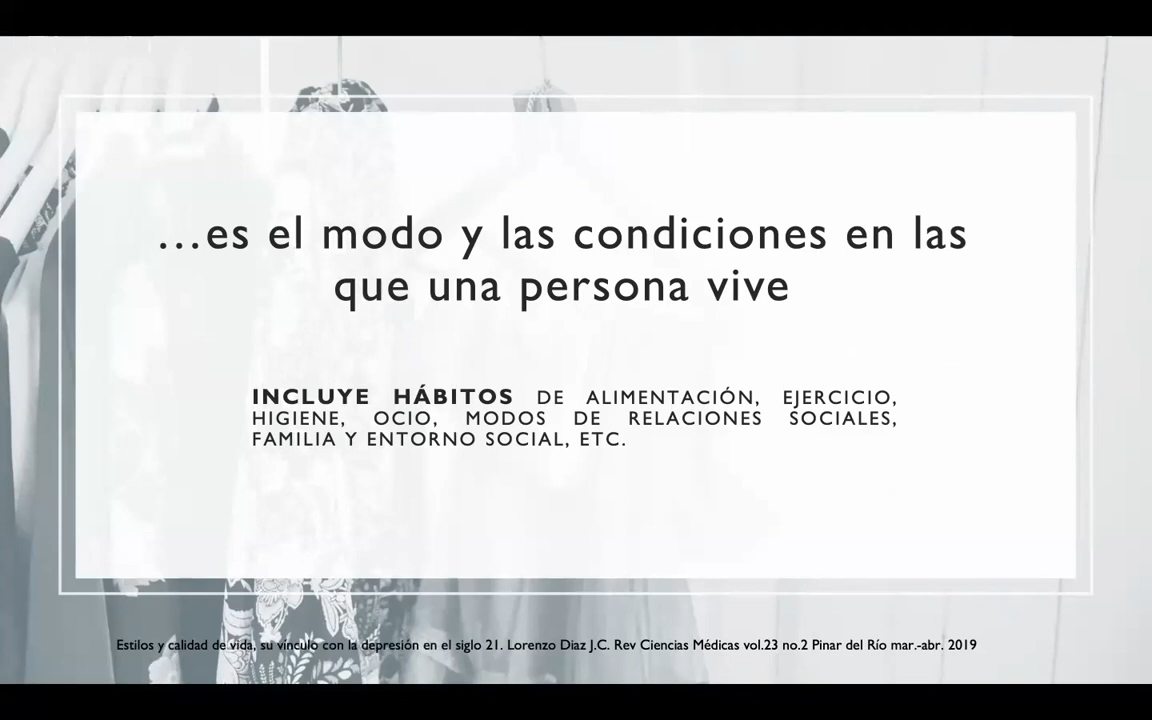 ...es el modo y las condiciones en las
que una persona vive
INCLUYE HÁBITOS DE ALIMENTACIÓN, EJERCICIO,
HIGIENE, OCIO, MODOS DE RELACIONES SOCIALES,
FAMILIA Y ENTORNO SOCIAL, ETC.
Estilos y calidad de vida, su vínculo con la depresión en el siglo 21. Lorenzo Diaz J.C. Rev Ciencias Médicas vol.23 no.2 Pinar del Río mar.-abr. 2019